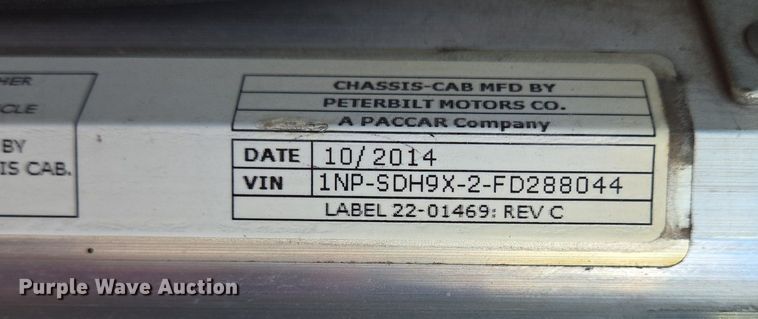 HER
CLE
BY
IS CAB.
CHASSIS-CAB MFD BY
PETERBILT MOTORS CO.
A PACCAR Company
DATE 10/2014
VIN 1NP-SDH9X-2-FD288044
LABEL 22-01469: REV C
Purple Wave Auction